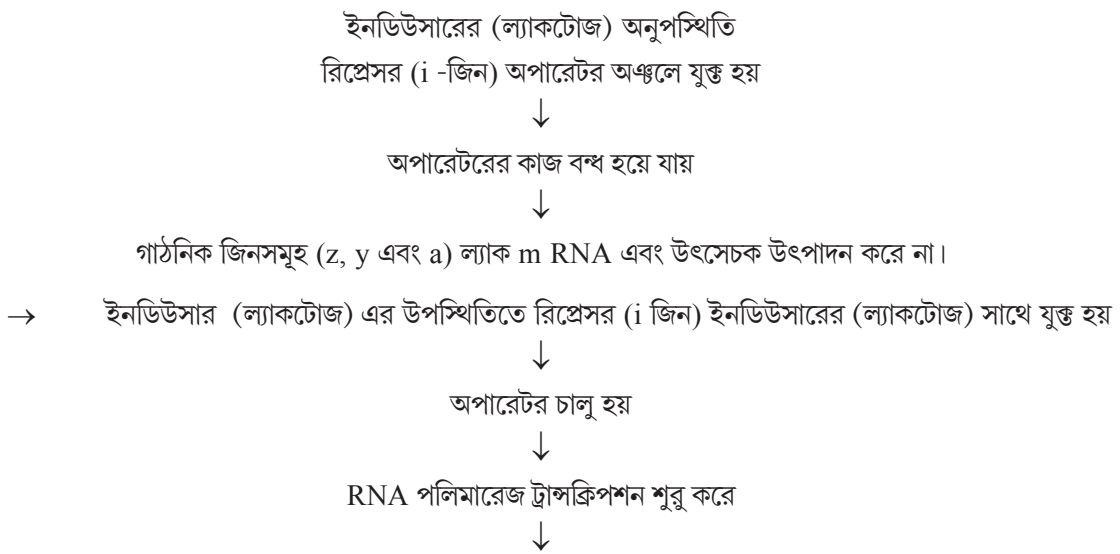 ইনডিউসারের (ল্যাকটোজ) অনুপস্থিতি
রিপ্রেসর (i -জিন) অপারেটর অঞ্চলে যুক্ত হয়
↓
অপারেটরের কাজ বন্ধ হয়ে যায়
↓
গাঠনিক জিনসমূহ (z, y এবং a) ল্যাক m RNA এবং উৎসেচক উৎপাদন করে না।
→ ইনডিউসার (ল্যাকটোজ) এর উপস্থিতিতে রিপ্রেসর (i জিন) ইনডিউসারের (ল্যাকটোজ) সাথে যুক্ত হয়
↓
অপারেটর চালু হয়
↓
RNA পলিমারেজ ট্রান্সক্রিপশন শুরু করে
↓